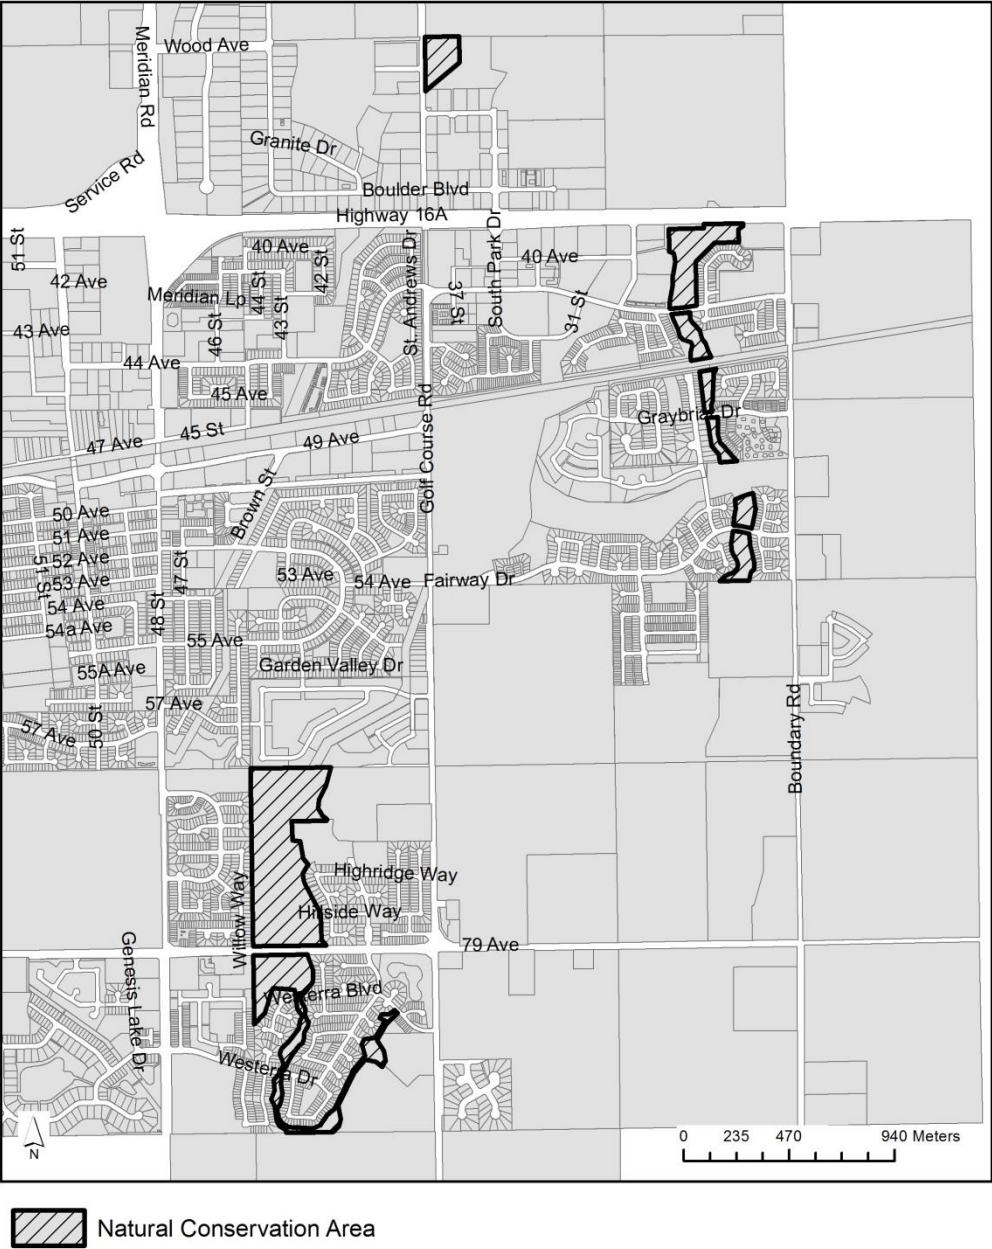 Meridian Rd
Wood Ave
Granite Dr
Service Rd
Boulder Blvd
Highway 16A
51 St
42 Ave
43 Ave
40 Ave
42 St
44 St
Meridian Lp
43 St
46 St
44 Ave
45 Ave
St. Andrews Dr
37 St
South Park Dr
40 Ave
31 St
45 St
47 Ave
49 Ave
Golf Course Rd
Graybriar Dr
Brown St
50 Ave
51 Ave
52 Ave
53 Ave
51 St
54 Ave
54a Ave
47 St
48 St
53 Ave
54 Ave
Fairway Dr
55 Ave
55A Ave
Garden Valley Dr
57 Ave
57 Ave
50 St
Boundary Rd
Highridge Way
Hillside Way
Willow Way
79 Ave
Genesis Lake Dr
Westerra Blvd
Westerra Dr
N
0 235 470 940 Meters
Natural Conservation Area